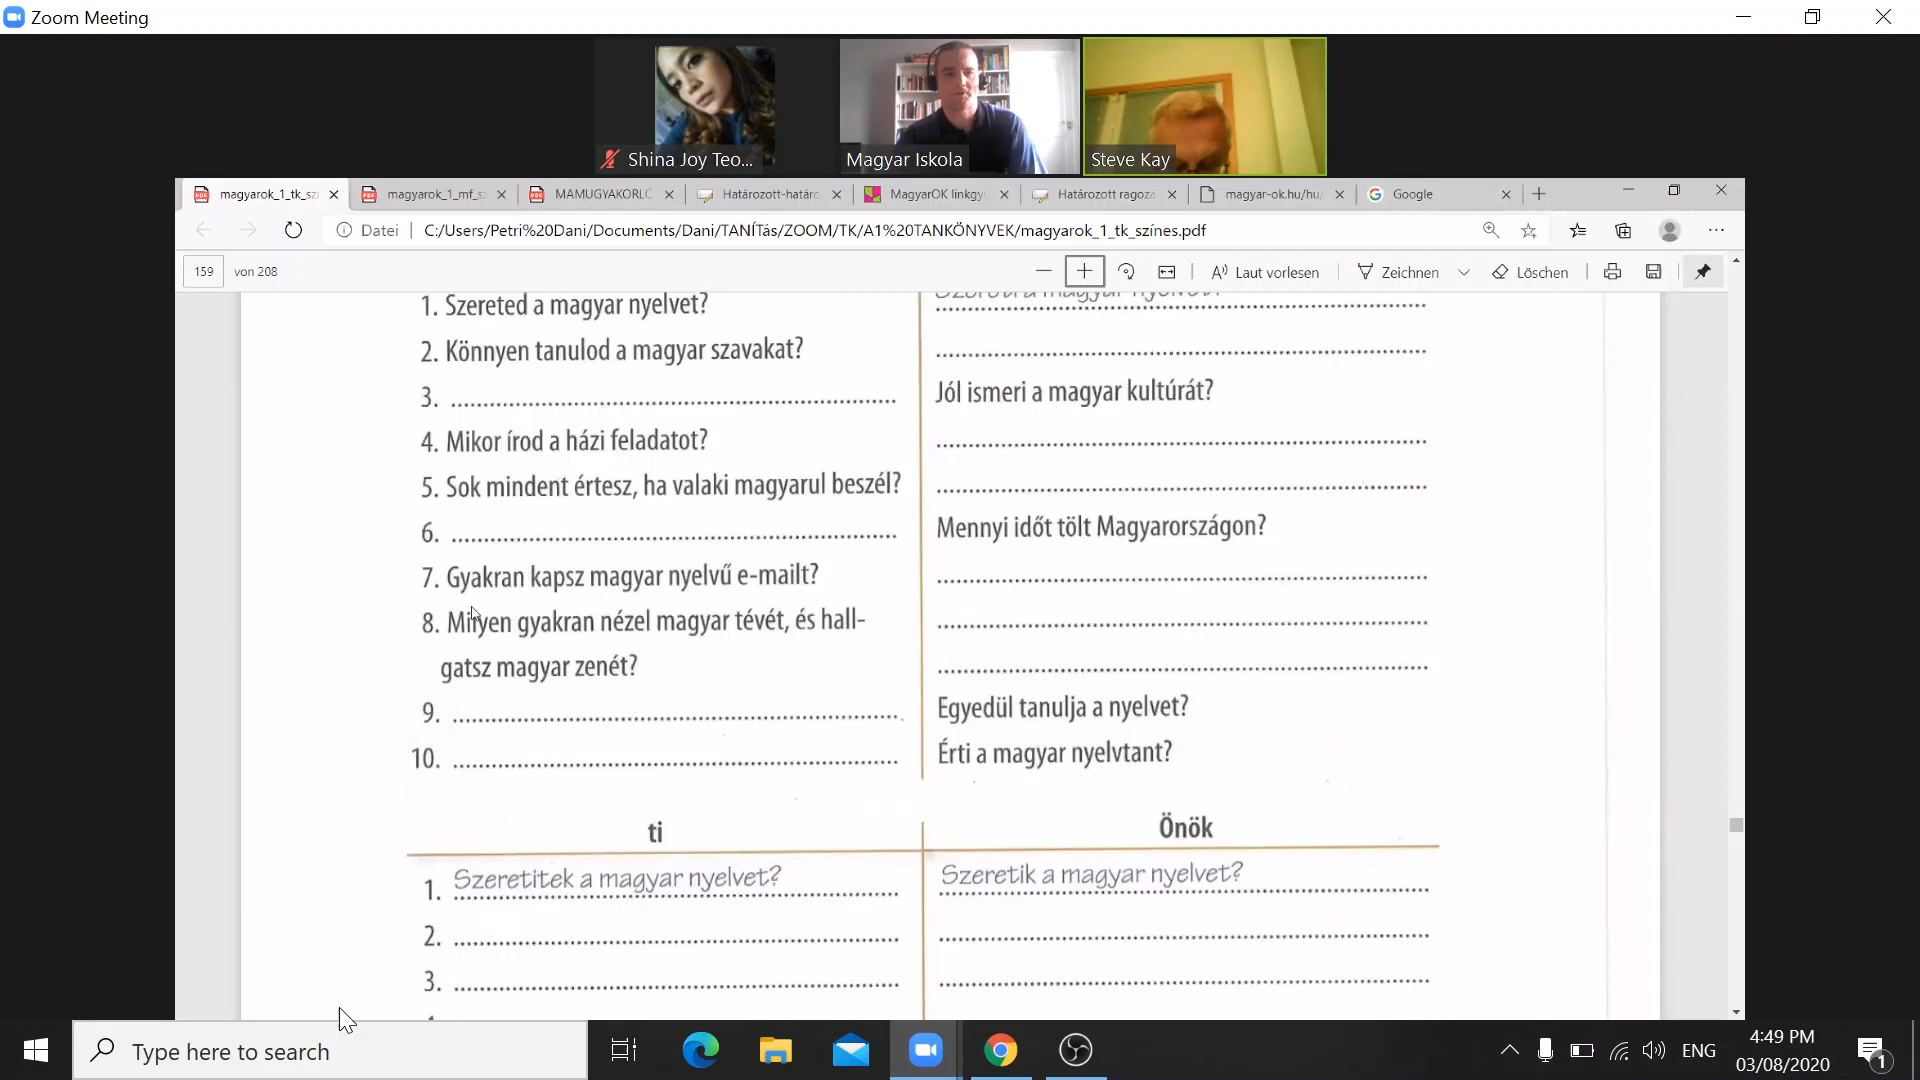 Zoom Meeting
Shina Joy Teo...
Magyar Iskola
Steve Kay
magyarok_1_tk_sz
magyarok_1_mf_s
MAMUGYAKORLÓ
Határozott-határo
MagyarOK linkgy
Határozott ragozá
magyar-ok.hu/hu
Google
Datei
C:/Users/Petri%20Dani/Documents/Dani/TANÍTás/ZOOM/TK/A1%20TANKÖNYVEK/magyarok_1_tk_színes.pdf
159 von 208
Laut vorlesen
Zeichnen
Löschen
1. Szereted a magyar nyelvet?
2. Könnyen tanulod a magyar szavakat?
3. Jól ismeri a magyar kultúrát?
4. Mikor írod a házi feladatot?
5. Sok mindent értesz, ha valaki magyarul beszél?
6. Mennyi időt tölt Magyarországon?
7. Gyakran kapsz magyar nyelvű e-mailt?
8. Milyen gyakran nézel magyar tévét, és hall-
gatsz magyar zenét?
9. Egyedül tanulja a nyelvet?
10. Érti a magyar nyelvtant?
ti Önök
1. Szeretitek a magyar nyelvet? Szeretik a magyar nyelvet?
2.
3.
Type here to search
ENG
4:49 PM
03/08/2020
1